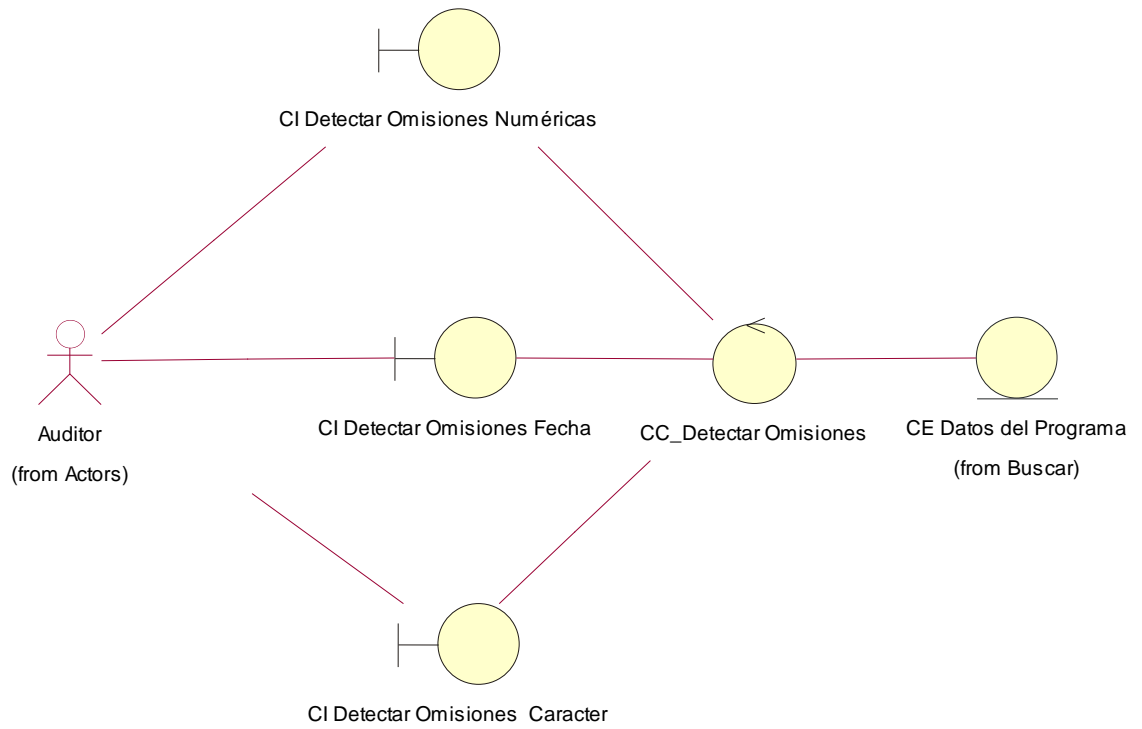 CI Detectar Omisiones Numéricas
Auditor
(from Actors)
CI Detectar Omisiones Fecha
CC_Detectar Omisiones
CE Datos del Programa
(from Buscar)
CI Detectar Omisiones  Caracter